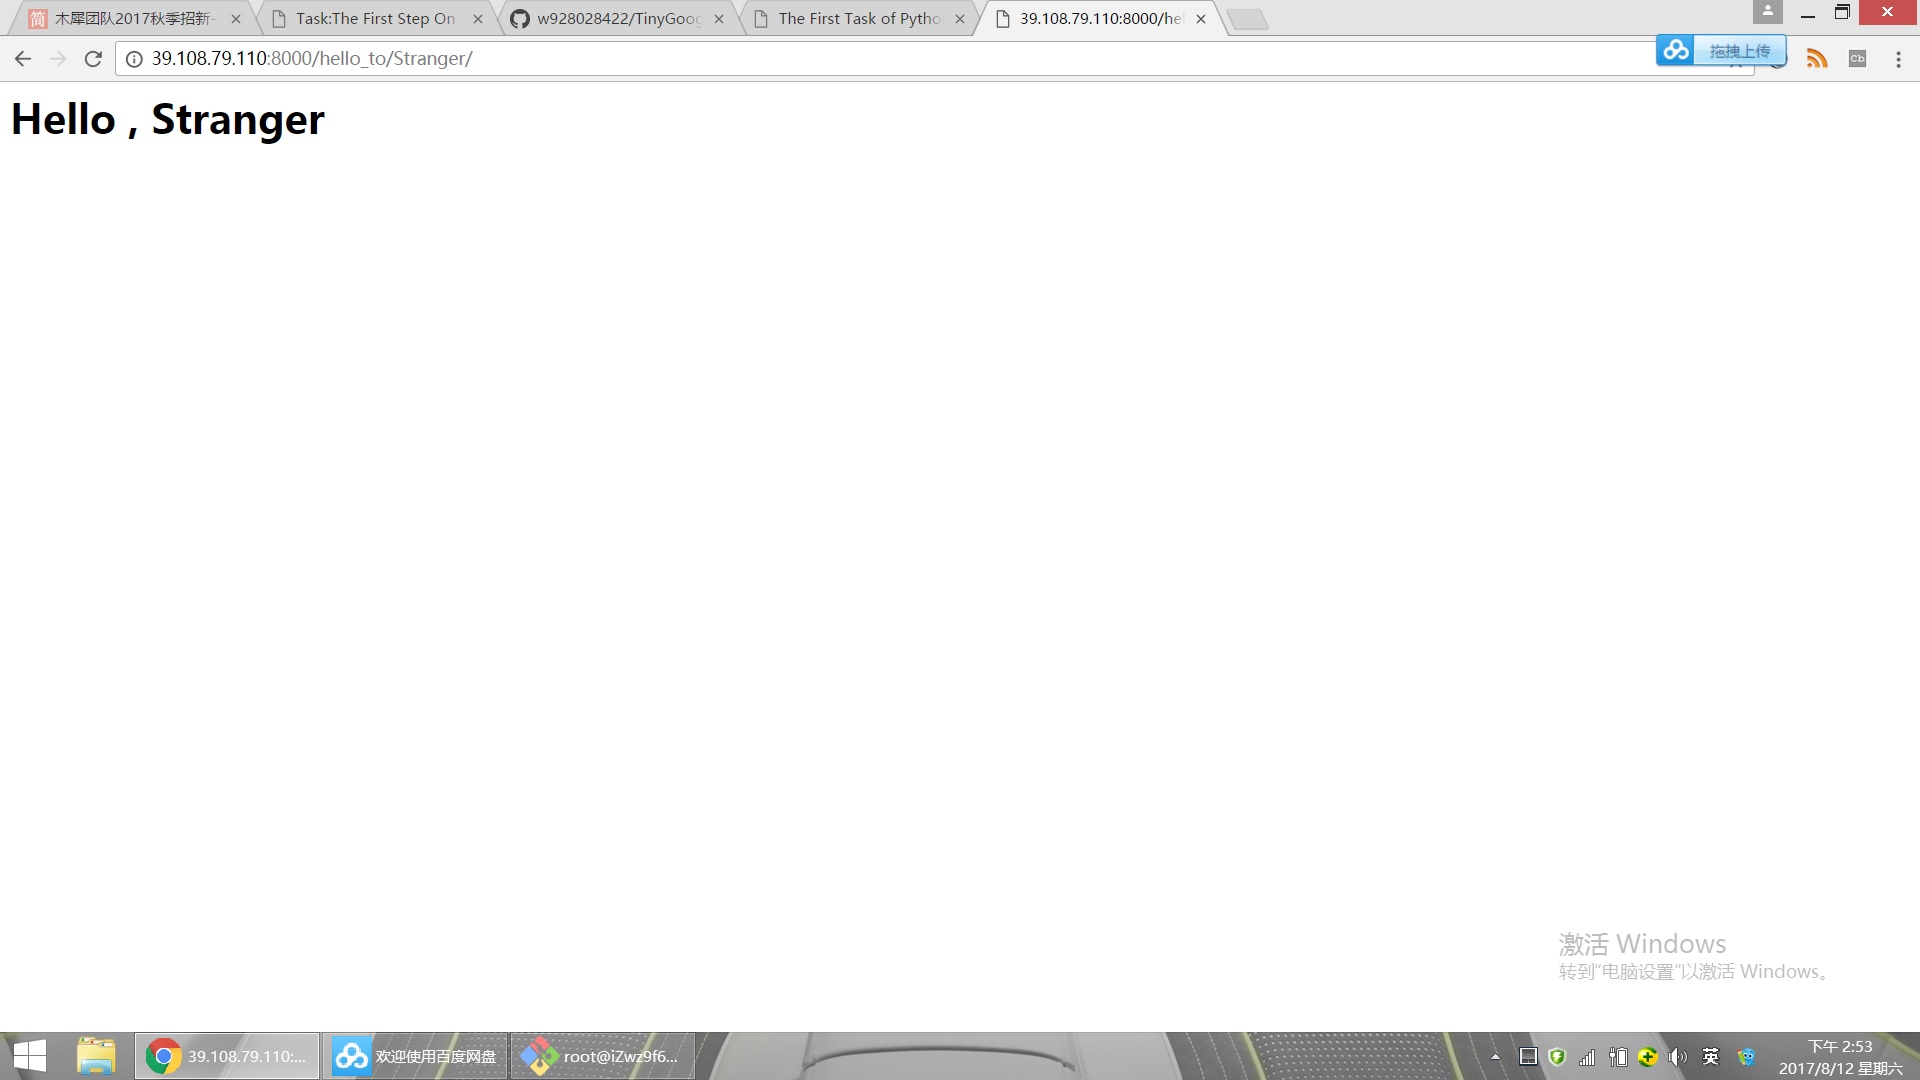 简 木犀团队2017秋季招新-
Task:The First Step On
w928028422/TinyGoog
The First Task of Pytho
39.108.79.110:8000/hel
39.108.79.110:8000/hello_to/Stranger/
拖拽上传
Cb
Hello , Stranger
激活 Windows
转到“电脑设置”以激活 Windows。
39.108.79.110:...
欢迎使用百度网盘
root@iZwz9f6...
英
下午 2:53
2017/8/12 星期六